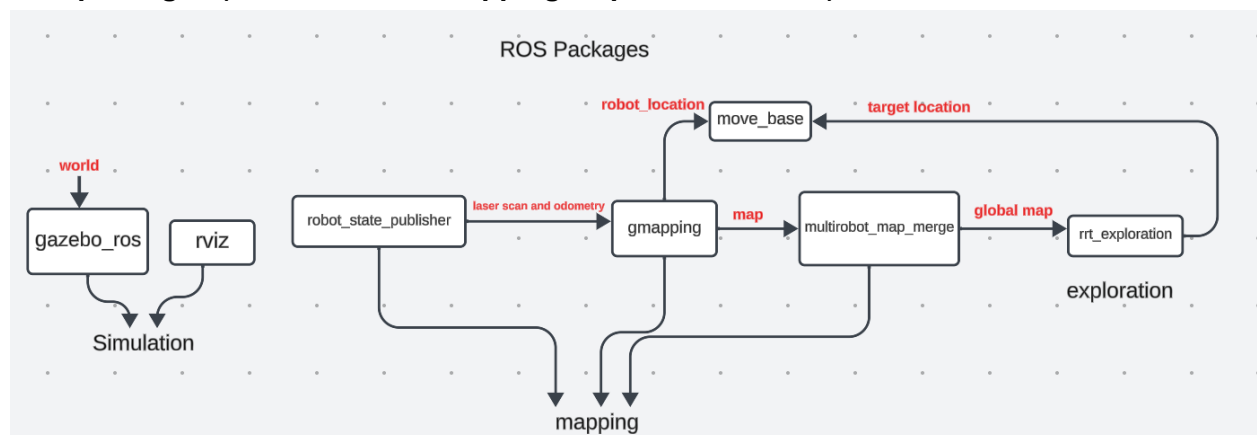 ROS Packages
robot_location
move_base
target location
world
gazebo_ros
rviz
Simulation
robot_state_publisher
laser scan and odometry
gmapping
map
multirobot_map_merge
global map
rrt_exploration
exploration
mapping